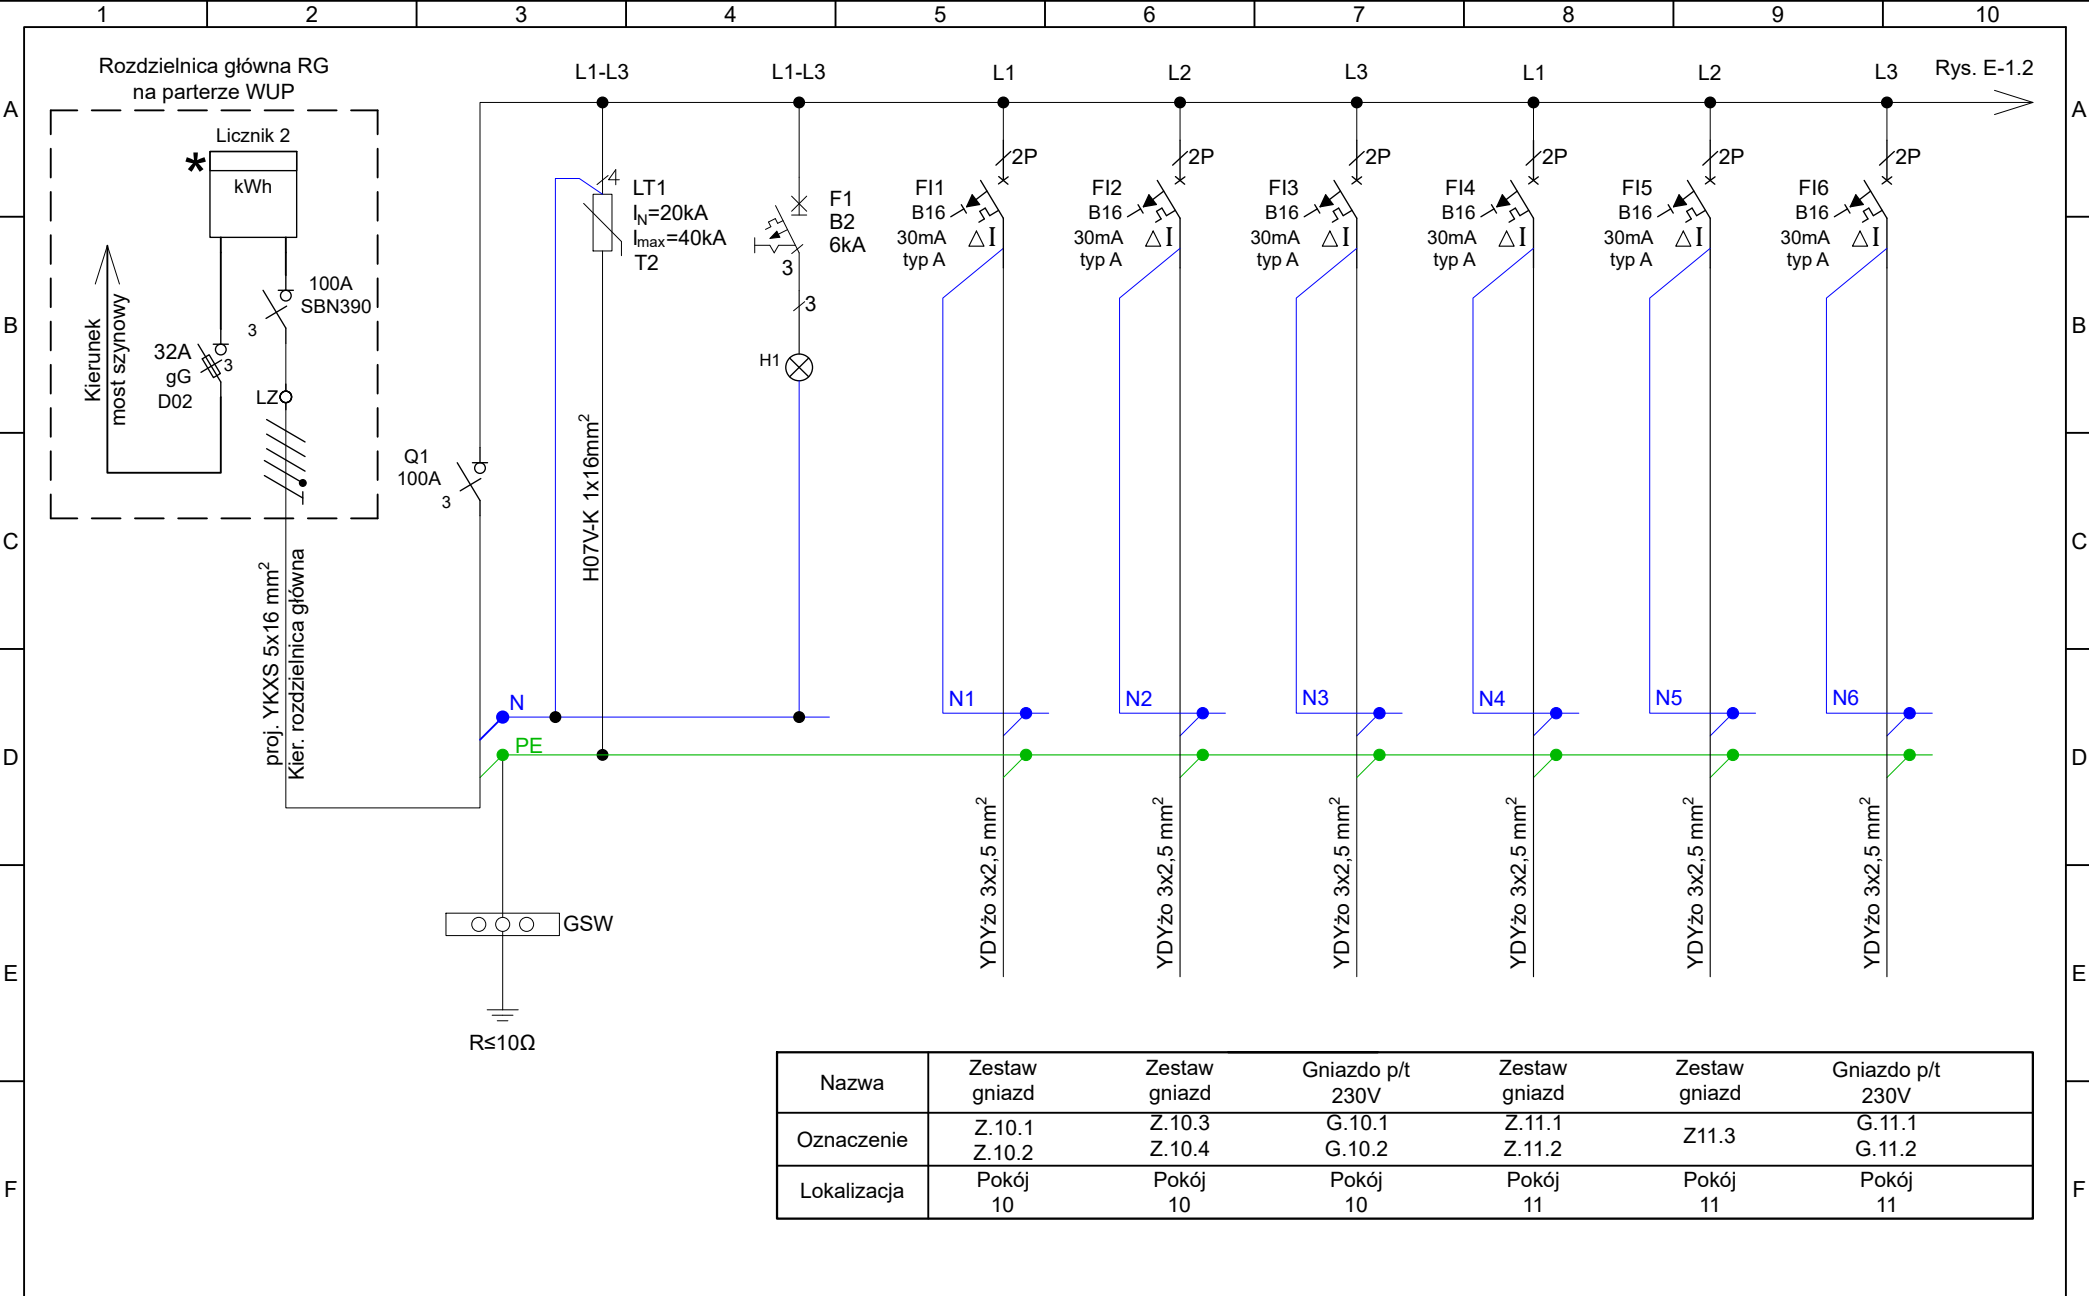 1 2 3 4 5 6 7 8 9 10
A
B
C
D
E
F
A
B
C
D
E
F
Rozdzielnica główna RG
na parterze WUP
Licznik 2
*
kWh
Kierunek
most szynowy
32A
gG
D02
3
100A
SBN390
3
LZ
proj. YKXS 5x16 mm²
Kier. rozdzielnica główna
Q1
100A
3
L1-L3
4
LT1
I_N=20kA
I_max=40kA
T2
H07V-K 1x16mm²
N
PE
GSW
R≤10Ω
L1-L3
F1
B2
6kA
3
3
H1
L1
2P
FI1
B16
30mA
△I
typ A
N1
YDYżo 3x2,5 mm²
L2
2P
FI2
B16
30mA
△I
typ A
N2
YDYżo 3x2,5 mm²
L3
2P
FI3
B16
30mA
△I
typ A
N3
YDYżo 3x2,5 mm²
L1
2P
FI4
B16
30mA
△I
typ A
N4
YDYżo 3x2,5 mm²
L2
2P
FI5
B16
30mA
△I
typ A
N5
YDYżo 3x2,5 mm²
L3
2P
FI6
B16
30mA
△I
typ A
N6
YDYżo 3x2,5 mm²
Rys. E-1.2
Nazwa
Zestaw
gniazd
Zestaw
gniazd
Gniazdo p/t
230V
Zestaw
gniazd
Zestaw
gniazd
Gniazdo p/t
230V
Oznaczenie
Z.10.1
Z.10.2
Z.10.3
Z.10.4
G.10.1
G.10.2
Z.11.1
Z.11.2
Z11.3
G.11.1
G.11.2
Lokalizacja
Pokój
10
Pokój
10
Pokój
10
Pokój
11
Pokój
11
Pokój
11